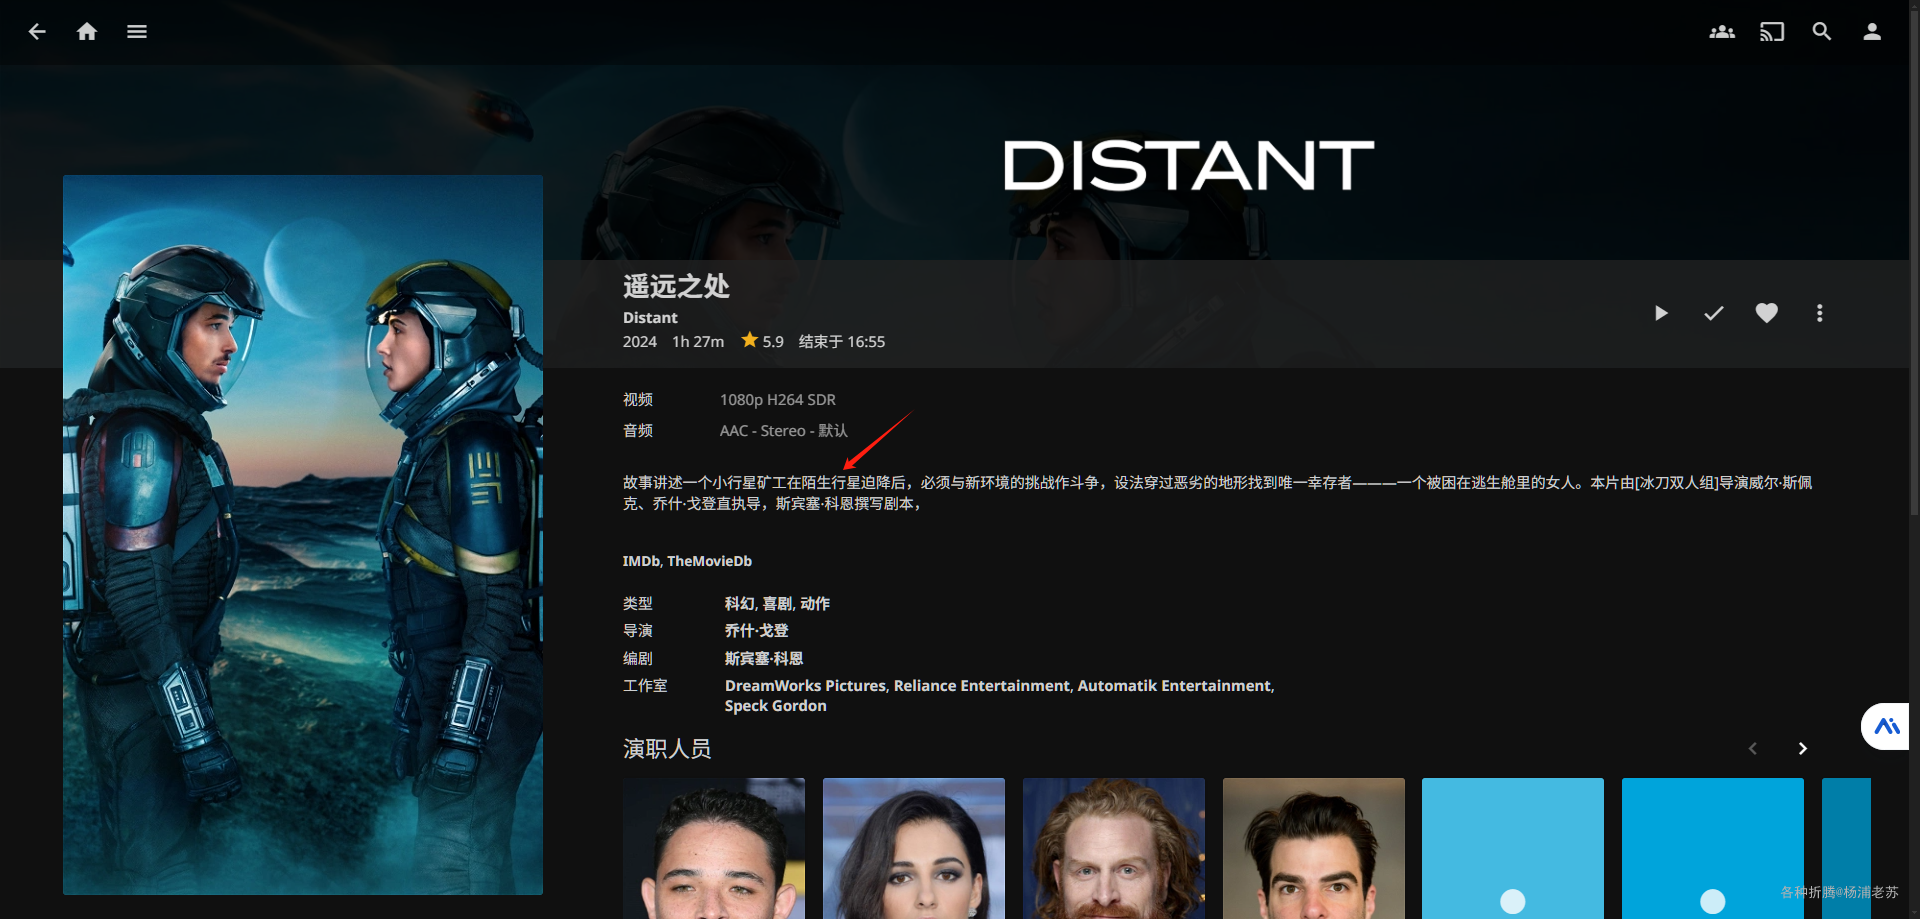 DISTANT
遥远之处
Distant
2024 1h 27m 5.9 结束于 16:55
视频 1080p H264 SDR
音频 AAC - Stereo - 默认
故事讲述一个小行星矿工在陌生行星迫降后，必须与新环境的挑战作斗争，设法穿过恶劣的地形找到唯一幸存者———一个被困在逃生舱里的女人。本片由[冰刀双人组]导演威尔·斯佩
克、乔什·戈登直执导，斯宾塞·科恩撰写剧本，
IMDb, TheMovieDb
类型 科幻, 喜剧, 动作
导演 乔什·戈登
编剧 斯宾塞·科恩
工作室 DreamWorks Pictures, Reliance Entertainment, Automatik Entertainment,
Speck Gordon
演职人员
各种折腾@杨浦老苏